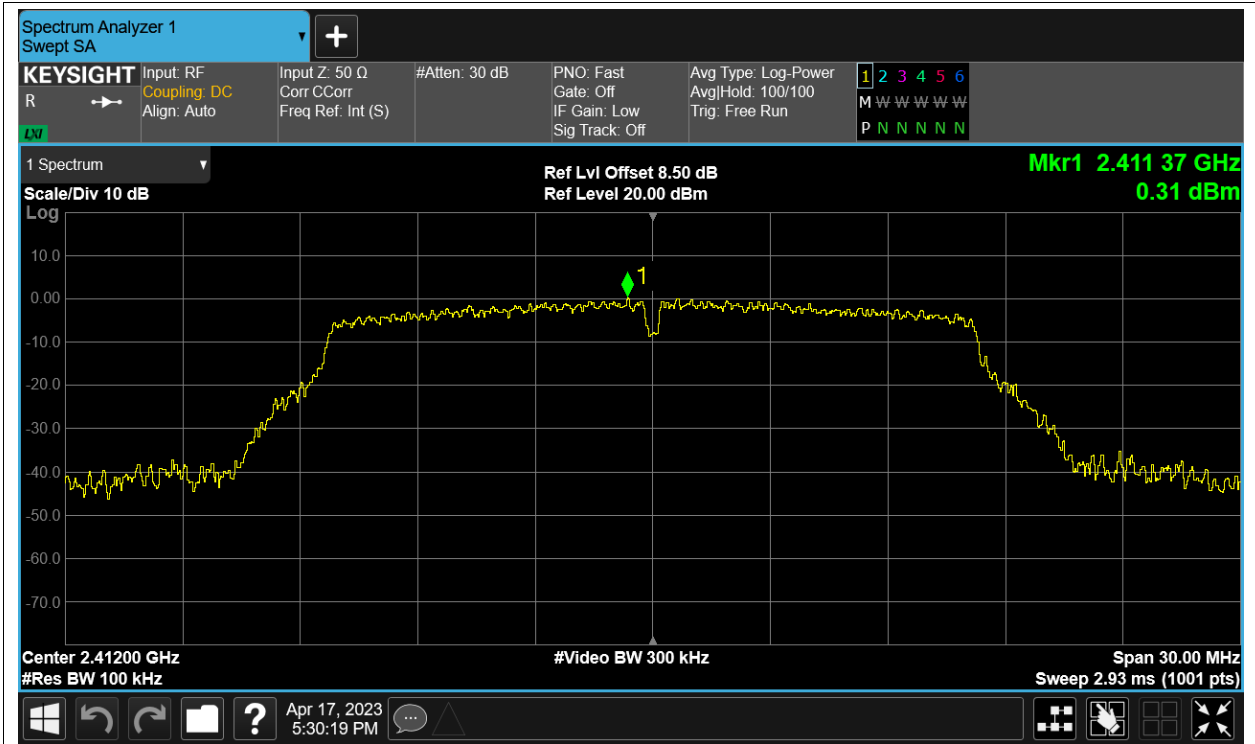 Spectrum Analyzer 1
Swept SA
KEYSIGHT
R
LXI
Input: RF
Coupling: DC
Align: Auto
Input Z: 50 Ω
Corr CCorr
Freq Ref: Int (S)
#Atten: 30 dB
PNO: Fast
Gate: Off
IF Gain: Low
Sig Track: Off
Avg Type: Log-Power
Avg|Hold: 100/100
Trig: Free Run
1 2 3 4 5 6
M W W W W W
P N N N N N
1 Spectrum
Scale/Div 10 dB
Log
Ref Lvl Offset 8.50 dB
Ref Level 20.00 dBm
Mkr1 2.411 37 GHz
0.31 dBm
10.0
0.00
-10.0
-20.0
-30.0
-40.0
-50.0
-60.0
-70.0
1
Center 2.41200 GHz
#Res BW 100 kHz
#Video BW 300 kHz
Span 30.00 MHz
Sweep 2.93 ms (1001 pts)
?
Apr 17, 2023
5:30:19 PM